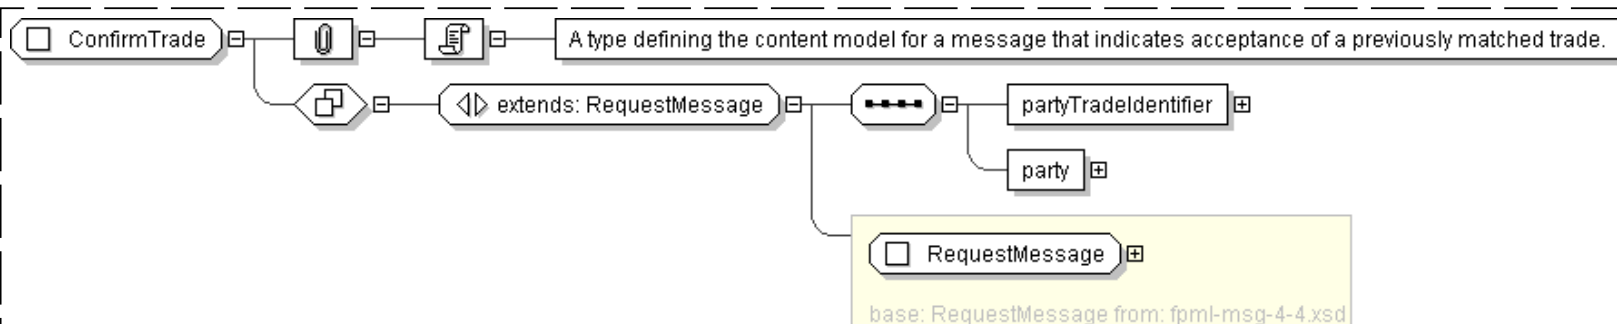 ConfirmTrade
A type defining the content model for a message that indicates acceptance of a previously matched trade.
extends: RequestMessage
partyTradeIdentifier
party
RequestMessage
base: RequestMessage from: fpml-msg-4-4.xsd